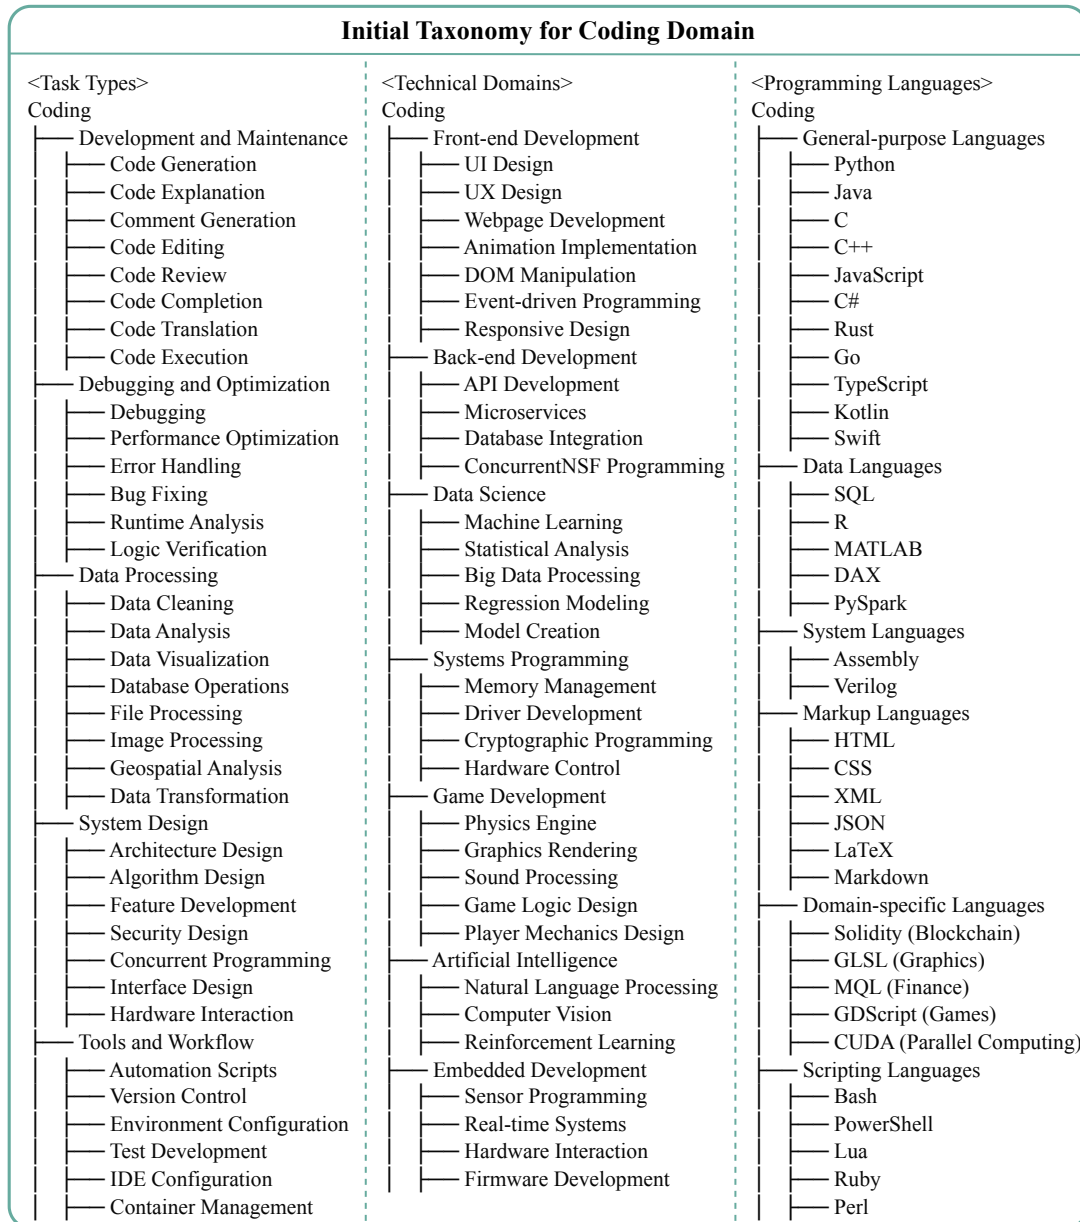 Initial Taxonomy for Coding Domain
<Task Types>
Coding
Development and Maintenance
Code Generation
Code Explanation
Comment Generation
Code Editing
Code Review
Code Completion
Code Translation
Code Execution
Debugging and Optimization
Debugging
Performance Optimization
Error Handling
Bug Fixing
Runtime Analysis
Logic Verification
Data Processing
Data Cleaning
Data Analysis
Data Visualization
Database Operations
File Processing
Image Processing
Geospatial Analysis
Data Transformation
System Design
Architecture Design
Algorithm Design
Feature Development
Security Design
Concurrent Programming
Interface Design
Hardware Interaction
Tools and Workflow
Automation Scripts
Version Control
Environment Configuration
Test Development
IDE Configuration
Container Management
<Technical Domains>
Coding
Front-end Development
UI Design
UX Design
Webpage Development
Animation Implementation
DOM Manipulation
Event-driven Programming
Responsive Design
Back-end Development
API Development
Microservices
Database Integration
ConcurrentNSF Programming
Data Science
Machine Learning
Statistical Analysis
Big Data Processing
Regression Modeling
Model Creation
Systems Programming
Memory Management
Driver Development
Cryptographic Programming
Hardware Control
Game Development
Physics Engine
Graphics Rendering
Sound Processing
Game Logic Design
Player Mechanics Design
Artificial Intelligence
Natural Language Processing
Computer Vision
Reinforcement Learning
Embedded Development
Sensor Programming
Real-time Systems
Hardware Interaction
Firmware Development
<Programming Languages>
Coding
General-purpose Languages
Python
Java
C
C++
JavaScript
C#
Rust
Go
TypeScript
Kotlin
Swift
Data Languages
SQL
R
MATLAB
DAX
PySpark
System Languages
Assembly
Verilog
Markup Languages
HTML
CSS
XML
JSON
LaTeX
Markdown
Domain-specific Languages
Solidity (Blockchain)
GLSL (Graphics)
MQL (Finance)
GDScript (Games)
CUDA (Parallel Computing)
Scripting Languages
Bash
PowerShell
Lua
Ruby
Perl